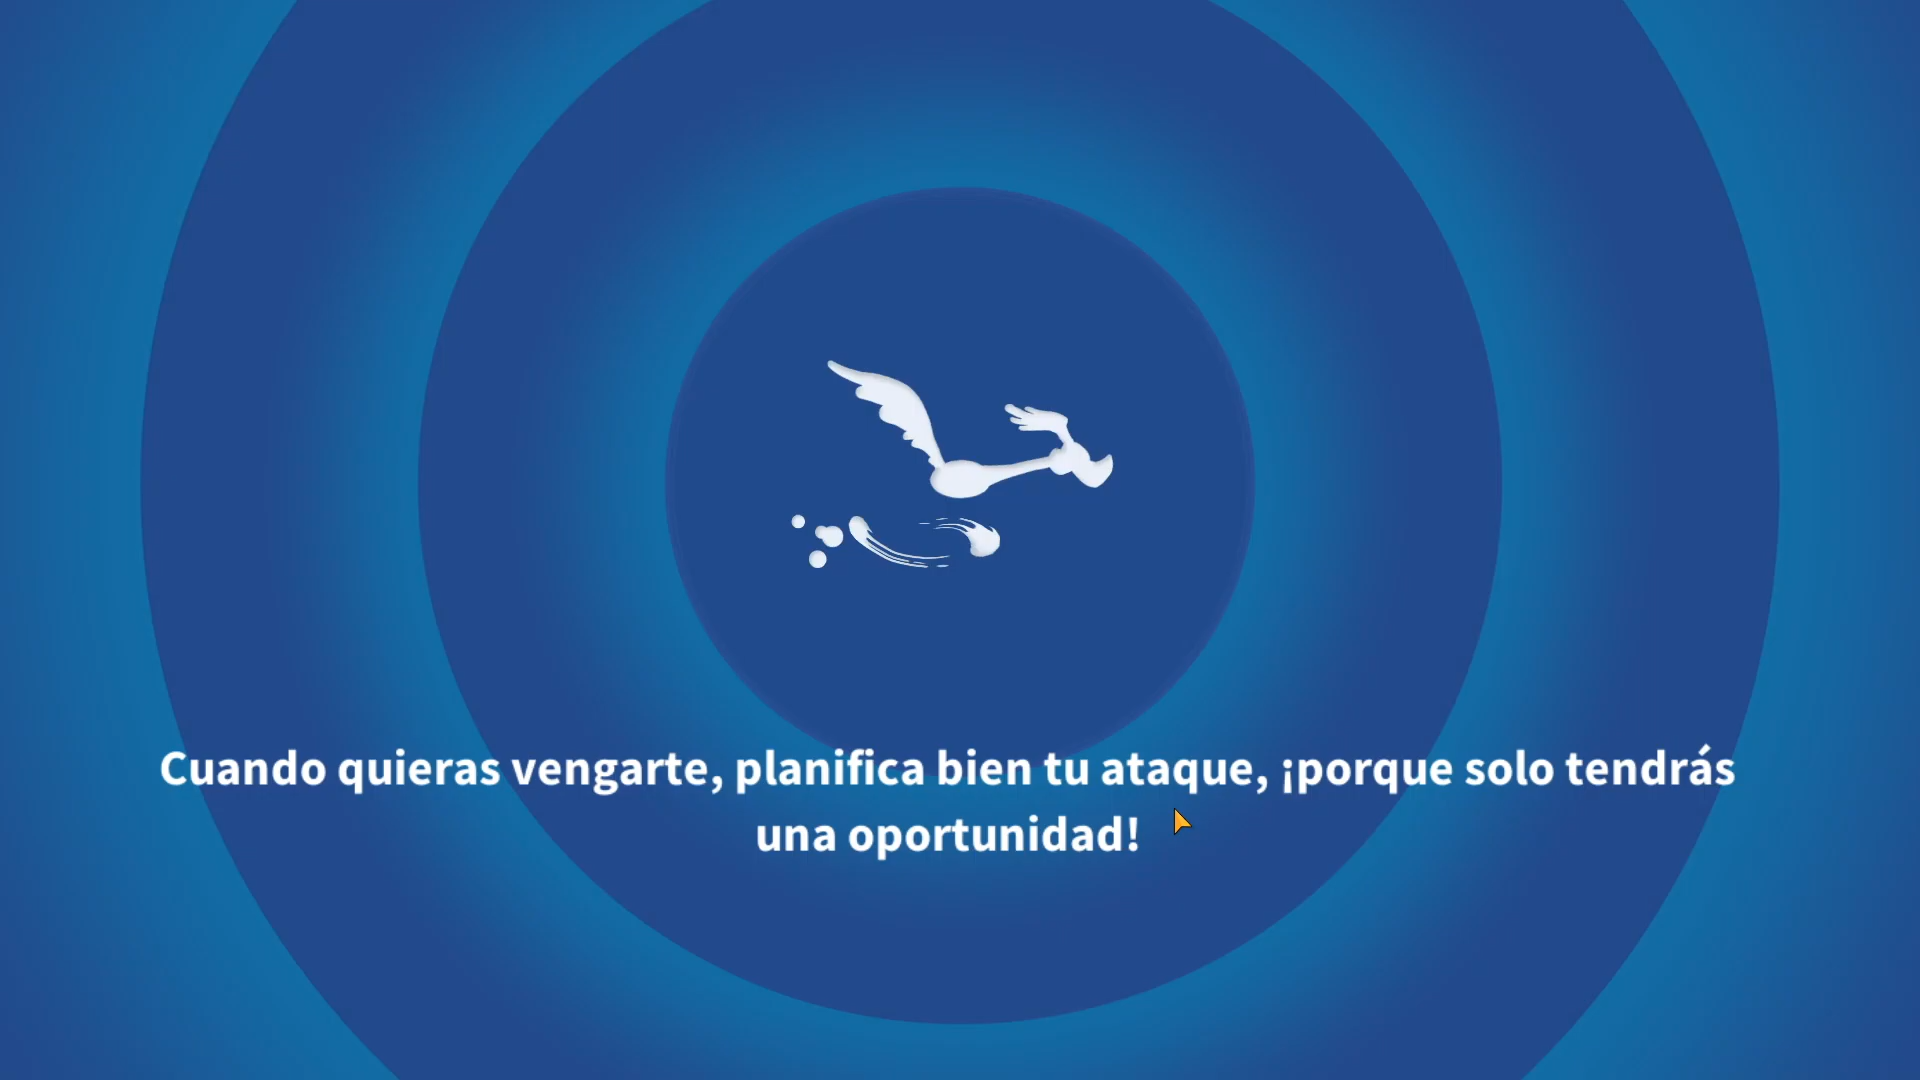 Cuando quieras vengarte, planifica bien tu ataque, ¡porque solo tendrás
una oportunidad!